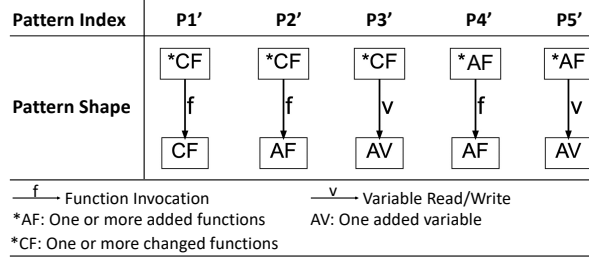 Pattern Index P1' P2' P3' P4' P5'
*CF *CF *CF *AF *AF
Pattern Shape f f v f v
CF AF AV AF AV
f Function Invocation v Variable Read/Write
*AF: One or more added functions AV: One added variable
*CF: One or more changed functions